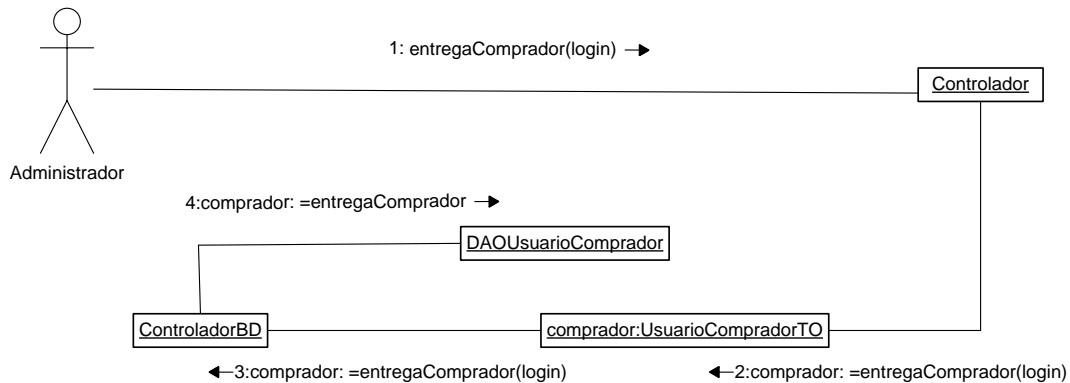 1: entregaComprador(login)
Controlador
Administrador
4:comprador: =entregaComprador
DAOUsuarioComprador
ControladorBD
comprador:UsuarioCompradorTO
3:comprador: =entregaComprador(login)
2:comprador: =entregaComprador(login)